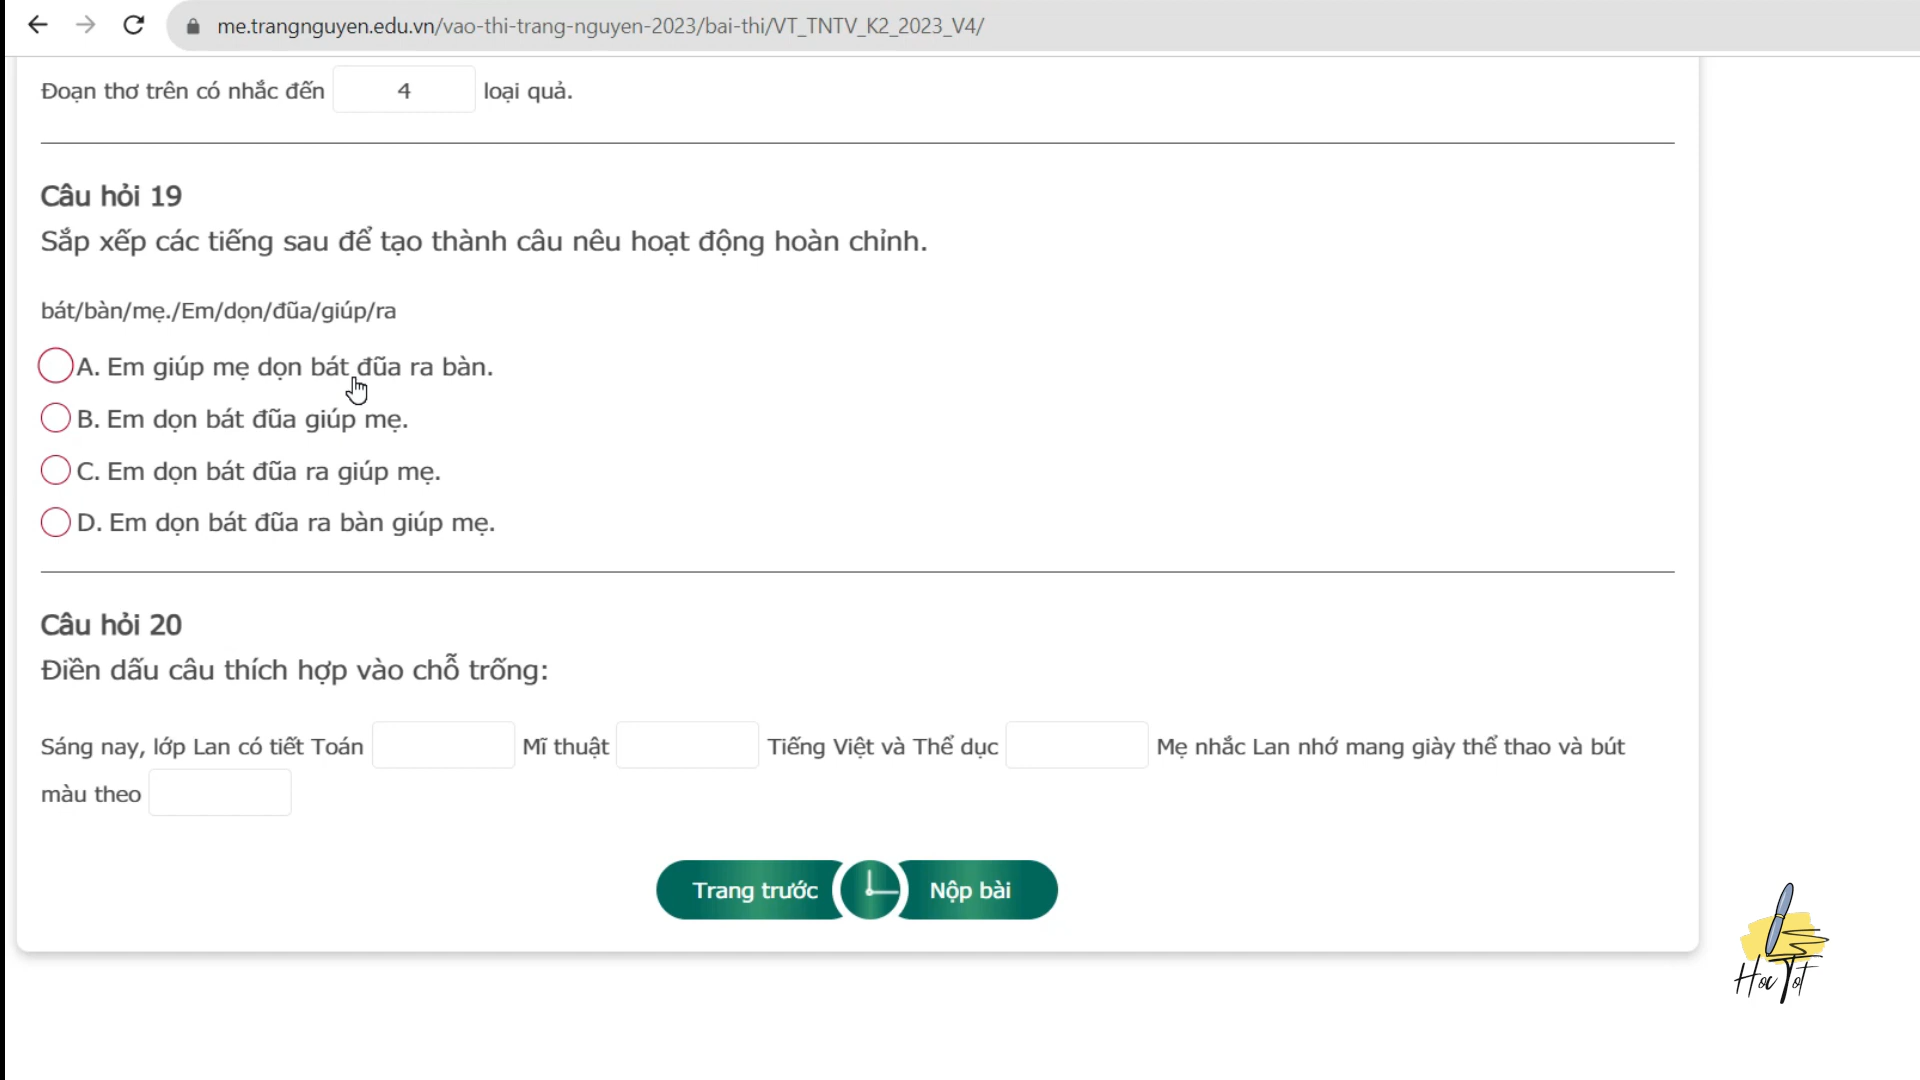 me.trangnguyen.edu.vn/vao-thi-trang-nguyen-2023/bai-thi/VT_TNTV_K2_2023_V4/
Đoạn thơ trên có nhắc đến 4 loại quả.
Câu hỏi 19
Sắp xếp các tiếng sau để tạo thành câu nêu hoạt động hoàn chỉnh.
bát/bàn/mẹ./Em/dọn/đũa/giúp/ra
A. Em giúp mẹ dọn bát đũa ra bàn.
B. Em dọn bát đũa giúp mẹ.
C. Em dọn bát đũa ra giúp mẹ.
D. Em dọn bát đũa ra bàn giúp mẹ.
Câu hỏi 20
Điền dấu câu thích hợp vào chỗ trống:
Sáng nay, lớp Lan có tiết Toán Mĩ thuật Tiếng Việt và Thể dục Mẹ nhắc Lan nhớ mang giày thể thao và bút
màu theo
Trang trước Nộp bài
Học Tốt